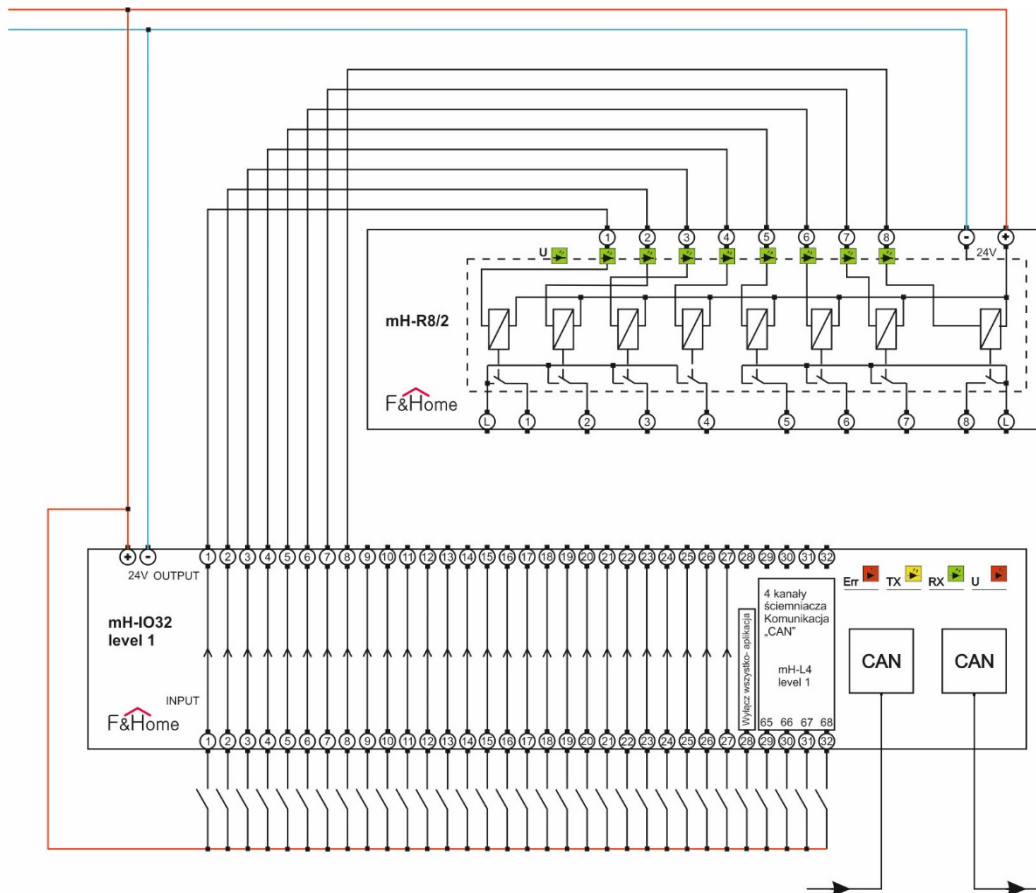 1 2 3 4 5 6 7 8 - +
U 24V
mH-R8/2
F&Home
L 1 2 3 4 5 6 7 8 L
+ - 1 2 3 4 5 6 7 8 9 10 11 12 13 14 15 16 17 18 19 20 21 22 23 24 25 26 27 28 29 30 31 32
24V OUTPUT
Err TX RX U
mH-IO32
level 1
Wyłącz wszystko- aplikacja
4 kanały
ściemniacza
Komunikacja
„CAN”
mH-L4
level 1
65 66 67 68
CAN CAN
INPUT
F&Home
1 2 3 4 5 6 7 8 9 10 11 12 13 14 15 16 17 18 19 20 21 22 23 24 25 26 27 28 29 30 31 32